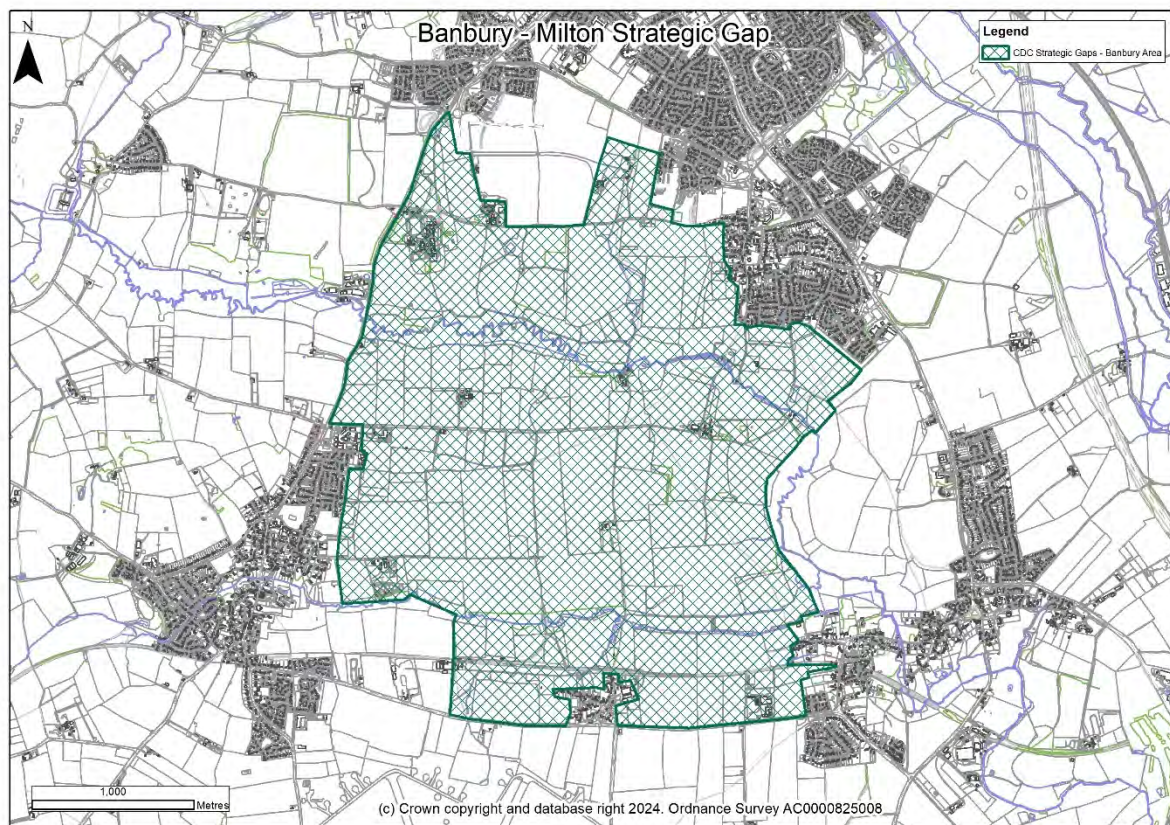 Banbury - Milton Strategic Gap
N
Legend
CDC Strategic Gaps - Banbury Area
1,000
Metres
(c) Crown copyright and database right 2024. Ordnance Survey AC0000825008